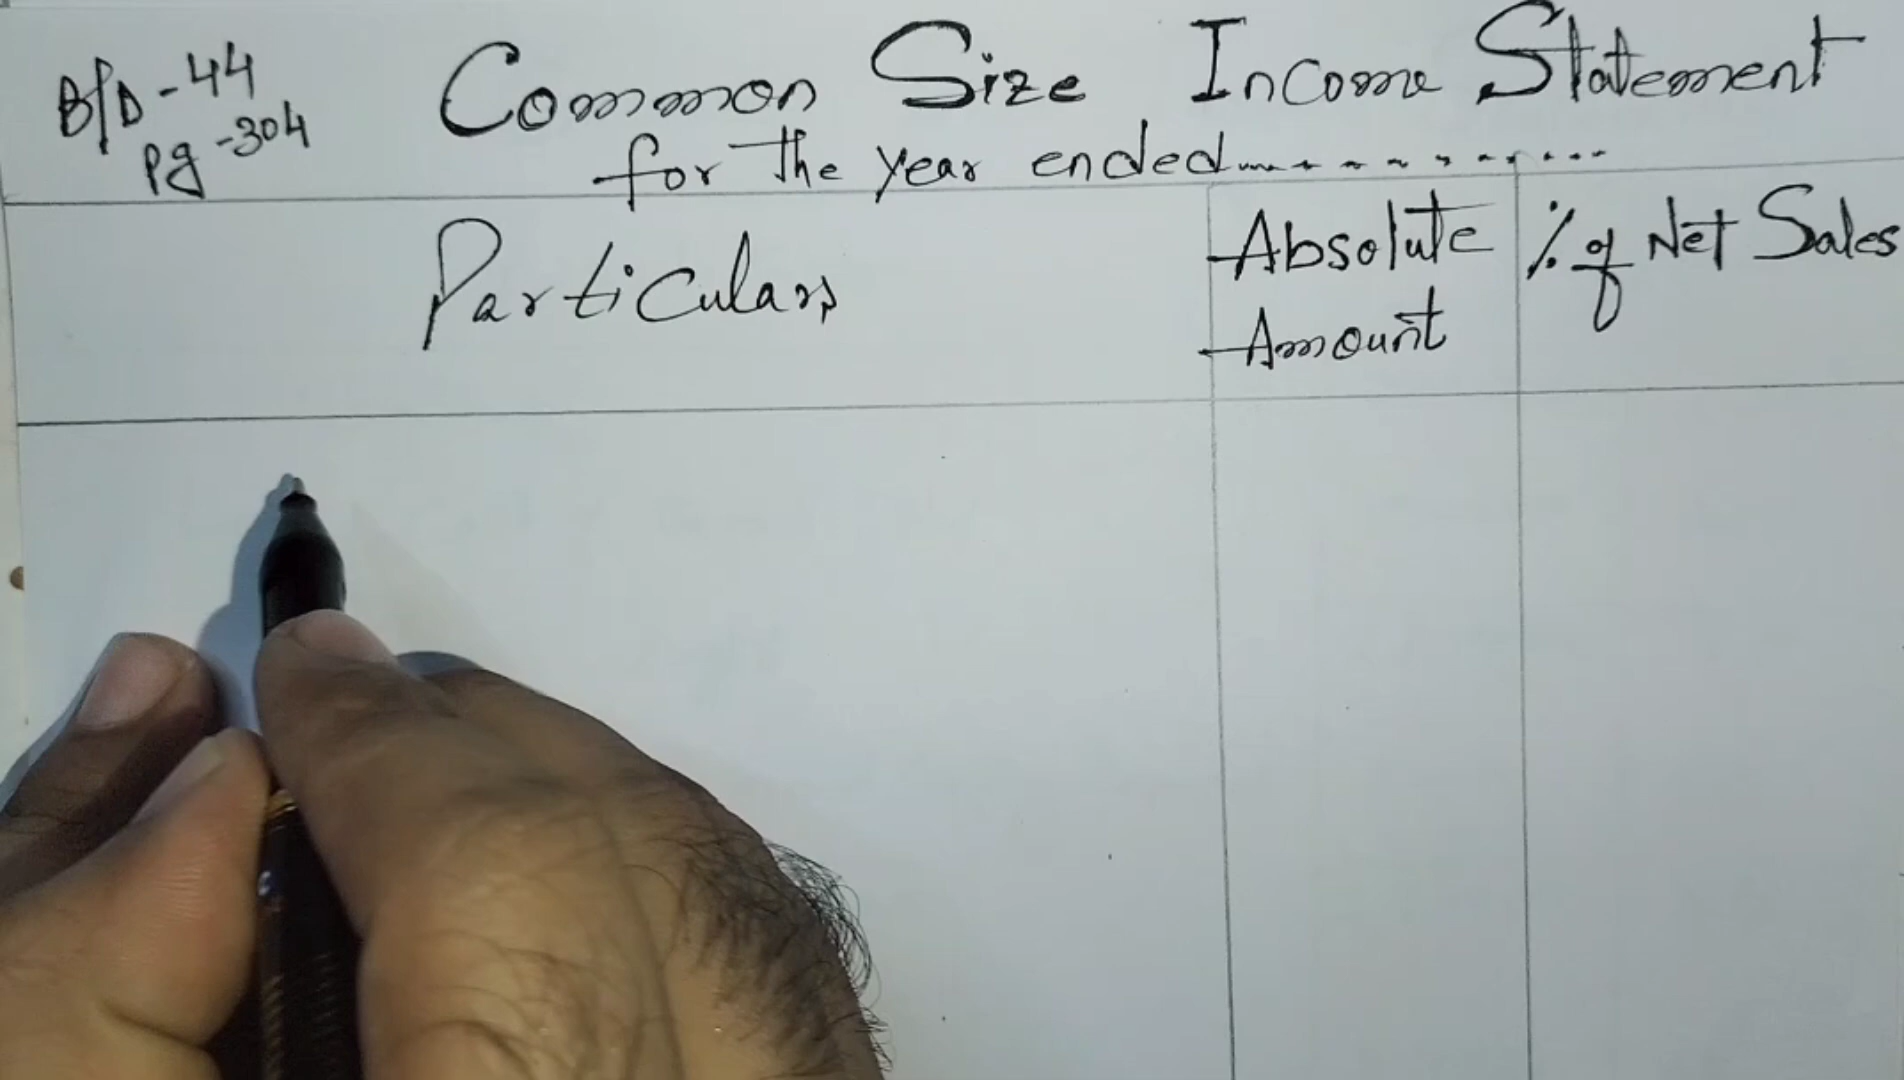 B/D-44
Pg-304
Common Size Income Statement
for the year ended..............
Particulars
Absolute
Amount
% of Net Sales